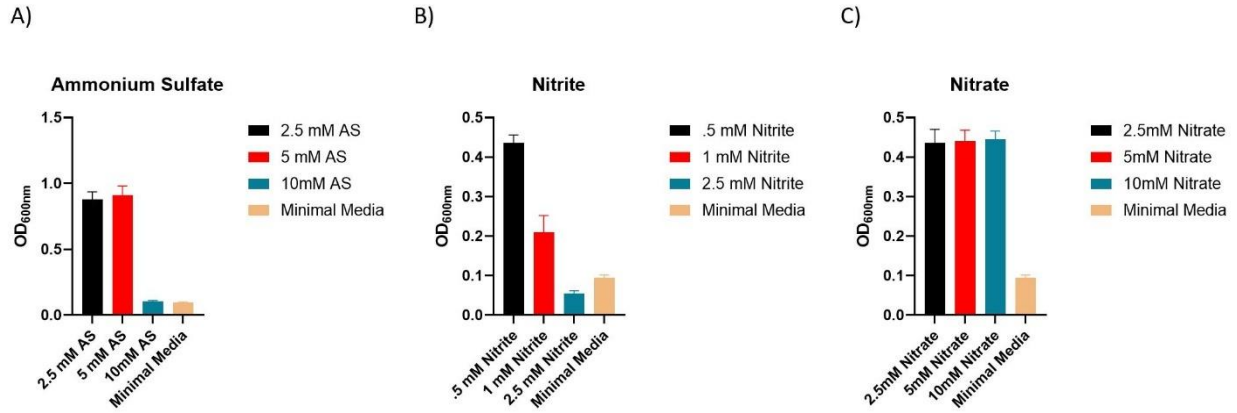 A)
B)
C)
Ammonium Sulfate
1.5
1.0
0.5
0.0
OD600nm
2.5 mM AS
5 mM AS
10mM AS
Minimal Media
2.5 mM AS
5 mM AS
10mM AS
Minimal Media
Nitrite
0.5
0.4
0.3
0.2
0.1
0.0
OD600nm
.5 mM Nitrite
1 mM Nitrite
2.5 mM Nitrite
Minimal Media
.5 mM Nitrite
1 mM Nitrite
2.5 mM Nitrite
Minimal Media
Nitrate
0.5
0.4
0.3
0.2
0.1
0.0
OD600nm
2.5mM Nitrate
5mM Nitrate
10mM Nitrate
Minimal Media
2.5mM Nitrate
5mM Nitrate
10mM Nitrate
Minimal Media